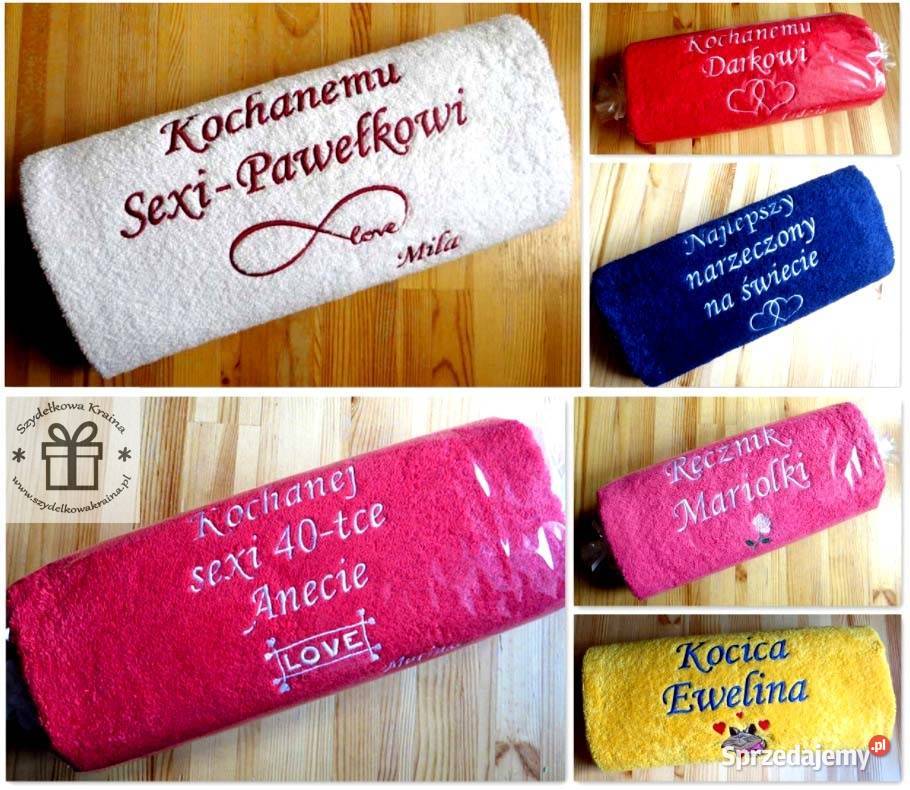 Kochanemu
Sexi-Pawełkowi
love
Mila
Kochanemu
Darkowi
Najlepszy
narzeczony
na świecie
Szydełkowa Kraina
www.szydelkowakraina.pl
Kochanej
sexi 40-tce
Anecie
LOVE
Ręcznik
Mariolki
Kocica
Ewelina
Sprzedajemy.pl